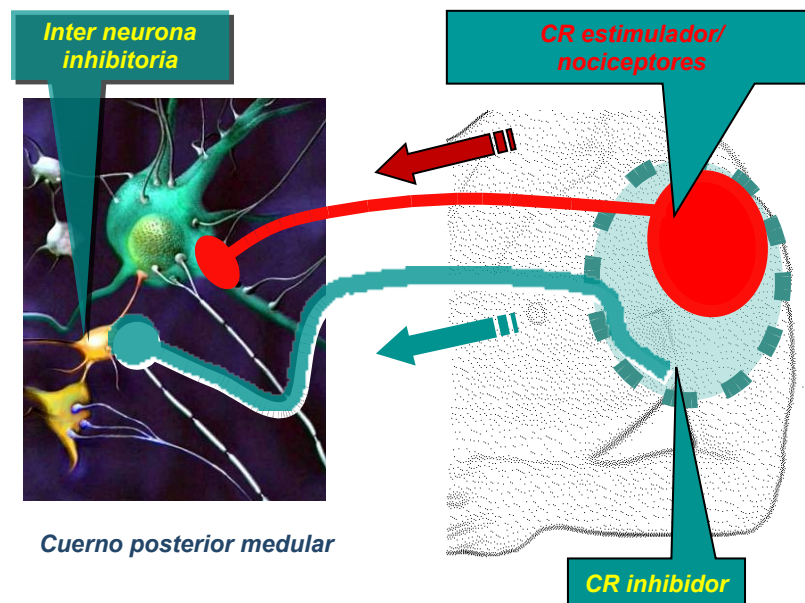 Inter neurona
inhibitoria
CR estimulador/
nociceptores
Cuerno posterior medular
CR inhibidor